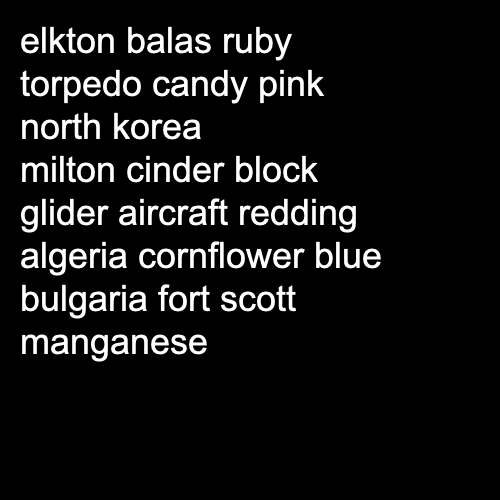 elkton balas ruby
torpedo candy pink
north korea
milton cinder block
glider aircraft redding
algeria cornflower blue
bulgaria fort scott
manganese